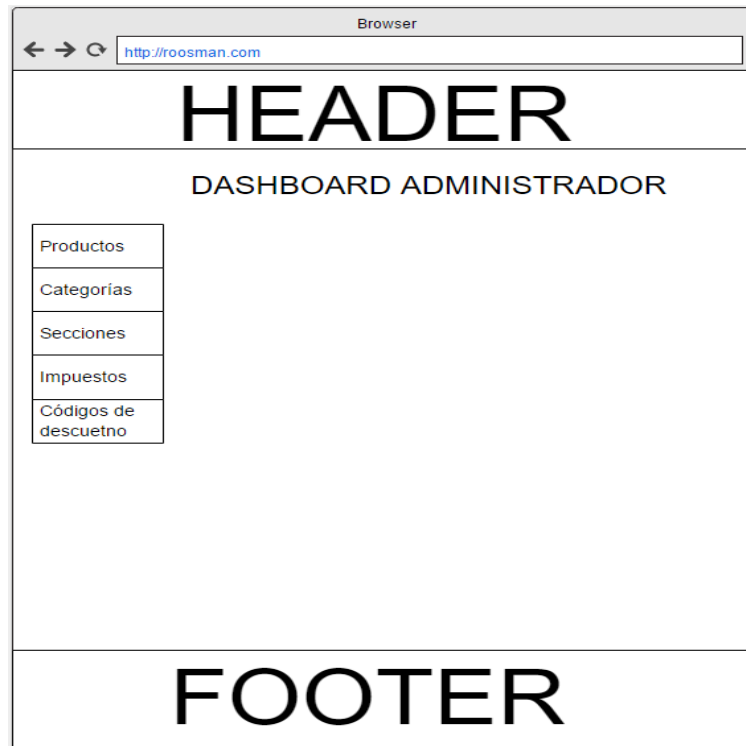 Browser
http://roosman.com
HEADER
DASHBOARD ADMINISTRADOR
Productos
Categorías
Secciones
Impuestos
Códigos de
descuetno
FOOTER